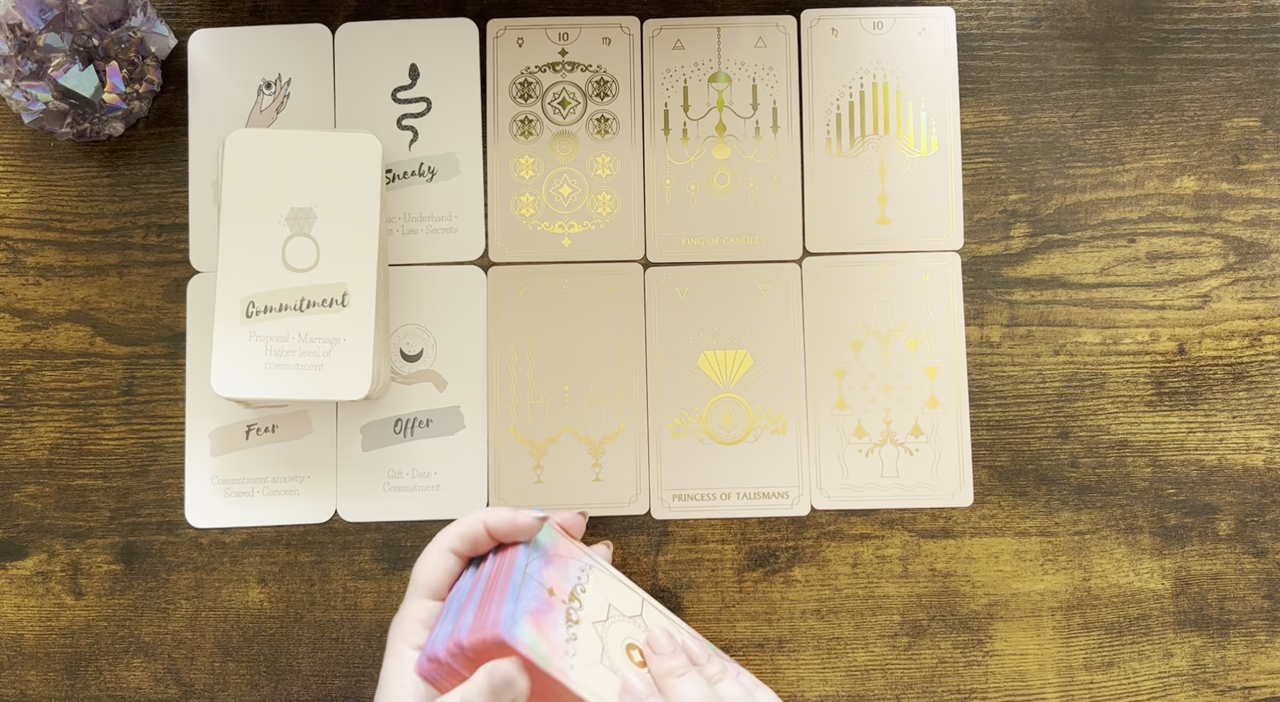 Sneaky
Underhand •
Lies • Secrets
10
KING OF CANDLES
10
Commitment
Proposal • Marriage •
Higher level of
commitment
Fear
Commitment anxiety •
Scared • Concern
Offer
Gift • Date •
Commitment
PRINCESS OF TALISMANS